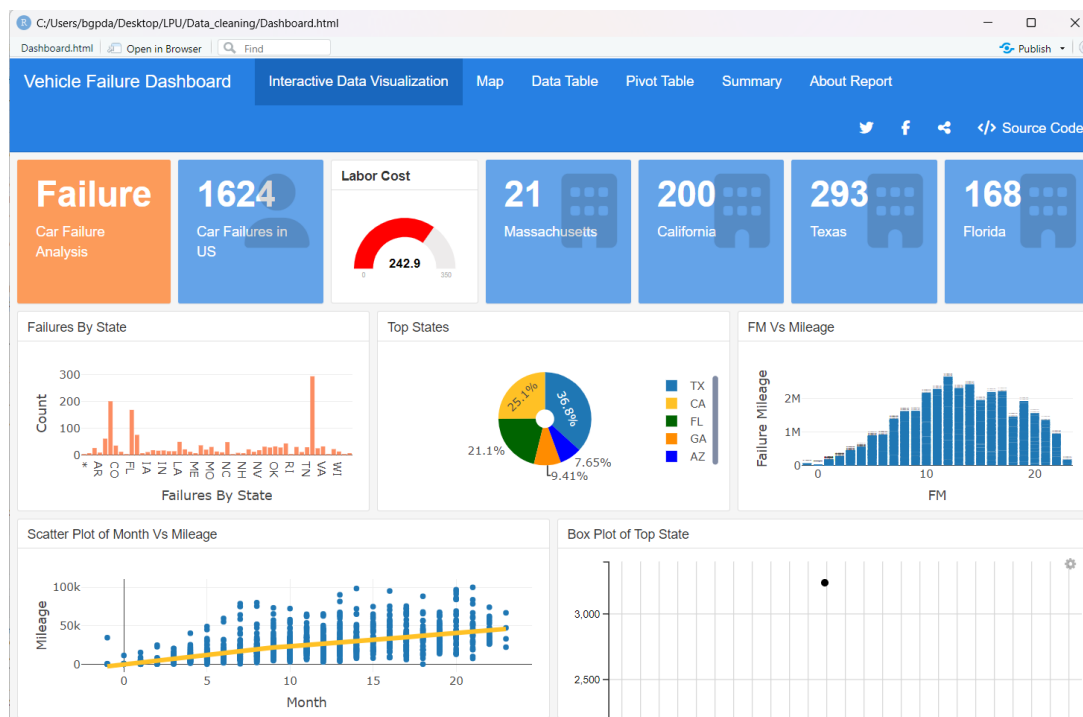 C:/Users/bgpda/Desktop/LPU/Data_cleaning/Dashboard.html
Dashboard.html Open in Browser Find Publish
Vehicle Failure Dashboard Interactive Data Visualization Map Data Table Pivot Table Summary About Report
</> Source Code
Failure
Car Failure
Analysis
1624
Car Failures in
US
Labor Cost
242.9
0 350
21
Massachusetts
200
California
293
Texas
168
Florida
Failures By State
Count
300
200
100
0
* AR CO FL IA IN LA ME MO NC NH NV OK RI TN VA WI
Failures By State
Top States
36.8%
25.1%
21.1%
9.41%
7.65%
TX
CA
FL
GA
AZ
FM Vs Mileage
Failure Mileage
2M
1M
0
0 10 20
FM
Scatter Plot of Month Vs Mileage
Mileage
100k
50k
0
0 5 10 15 20
Month
Box Plot of Top State
3,000
2,500